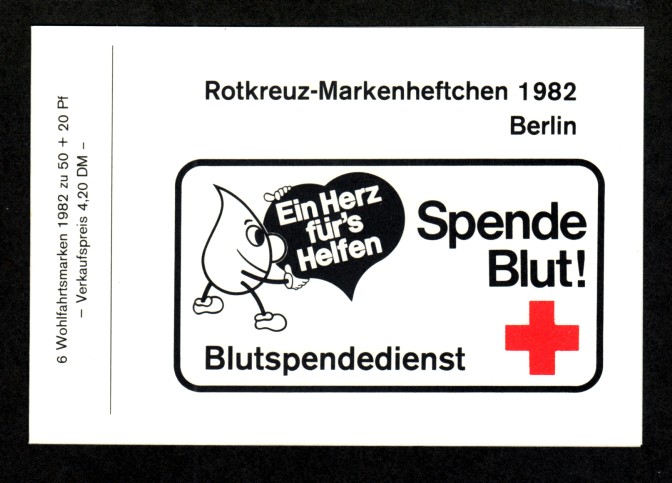 6 Wohlfahrtsmarken 1982 zu 50 + 20 Pf
– Verkaufspreis 4,20 DM –
Rotkreuz-Markenheftchen 1982
Berlin
Ein Herz
für's
Helfen
Spende
Blut!
Blutspendedienst